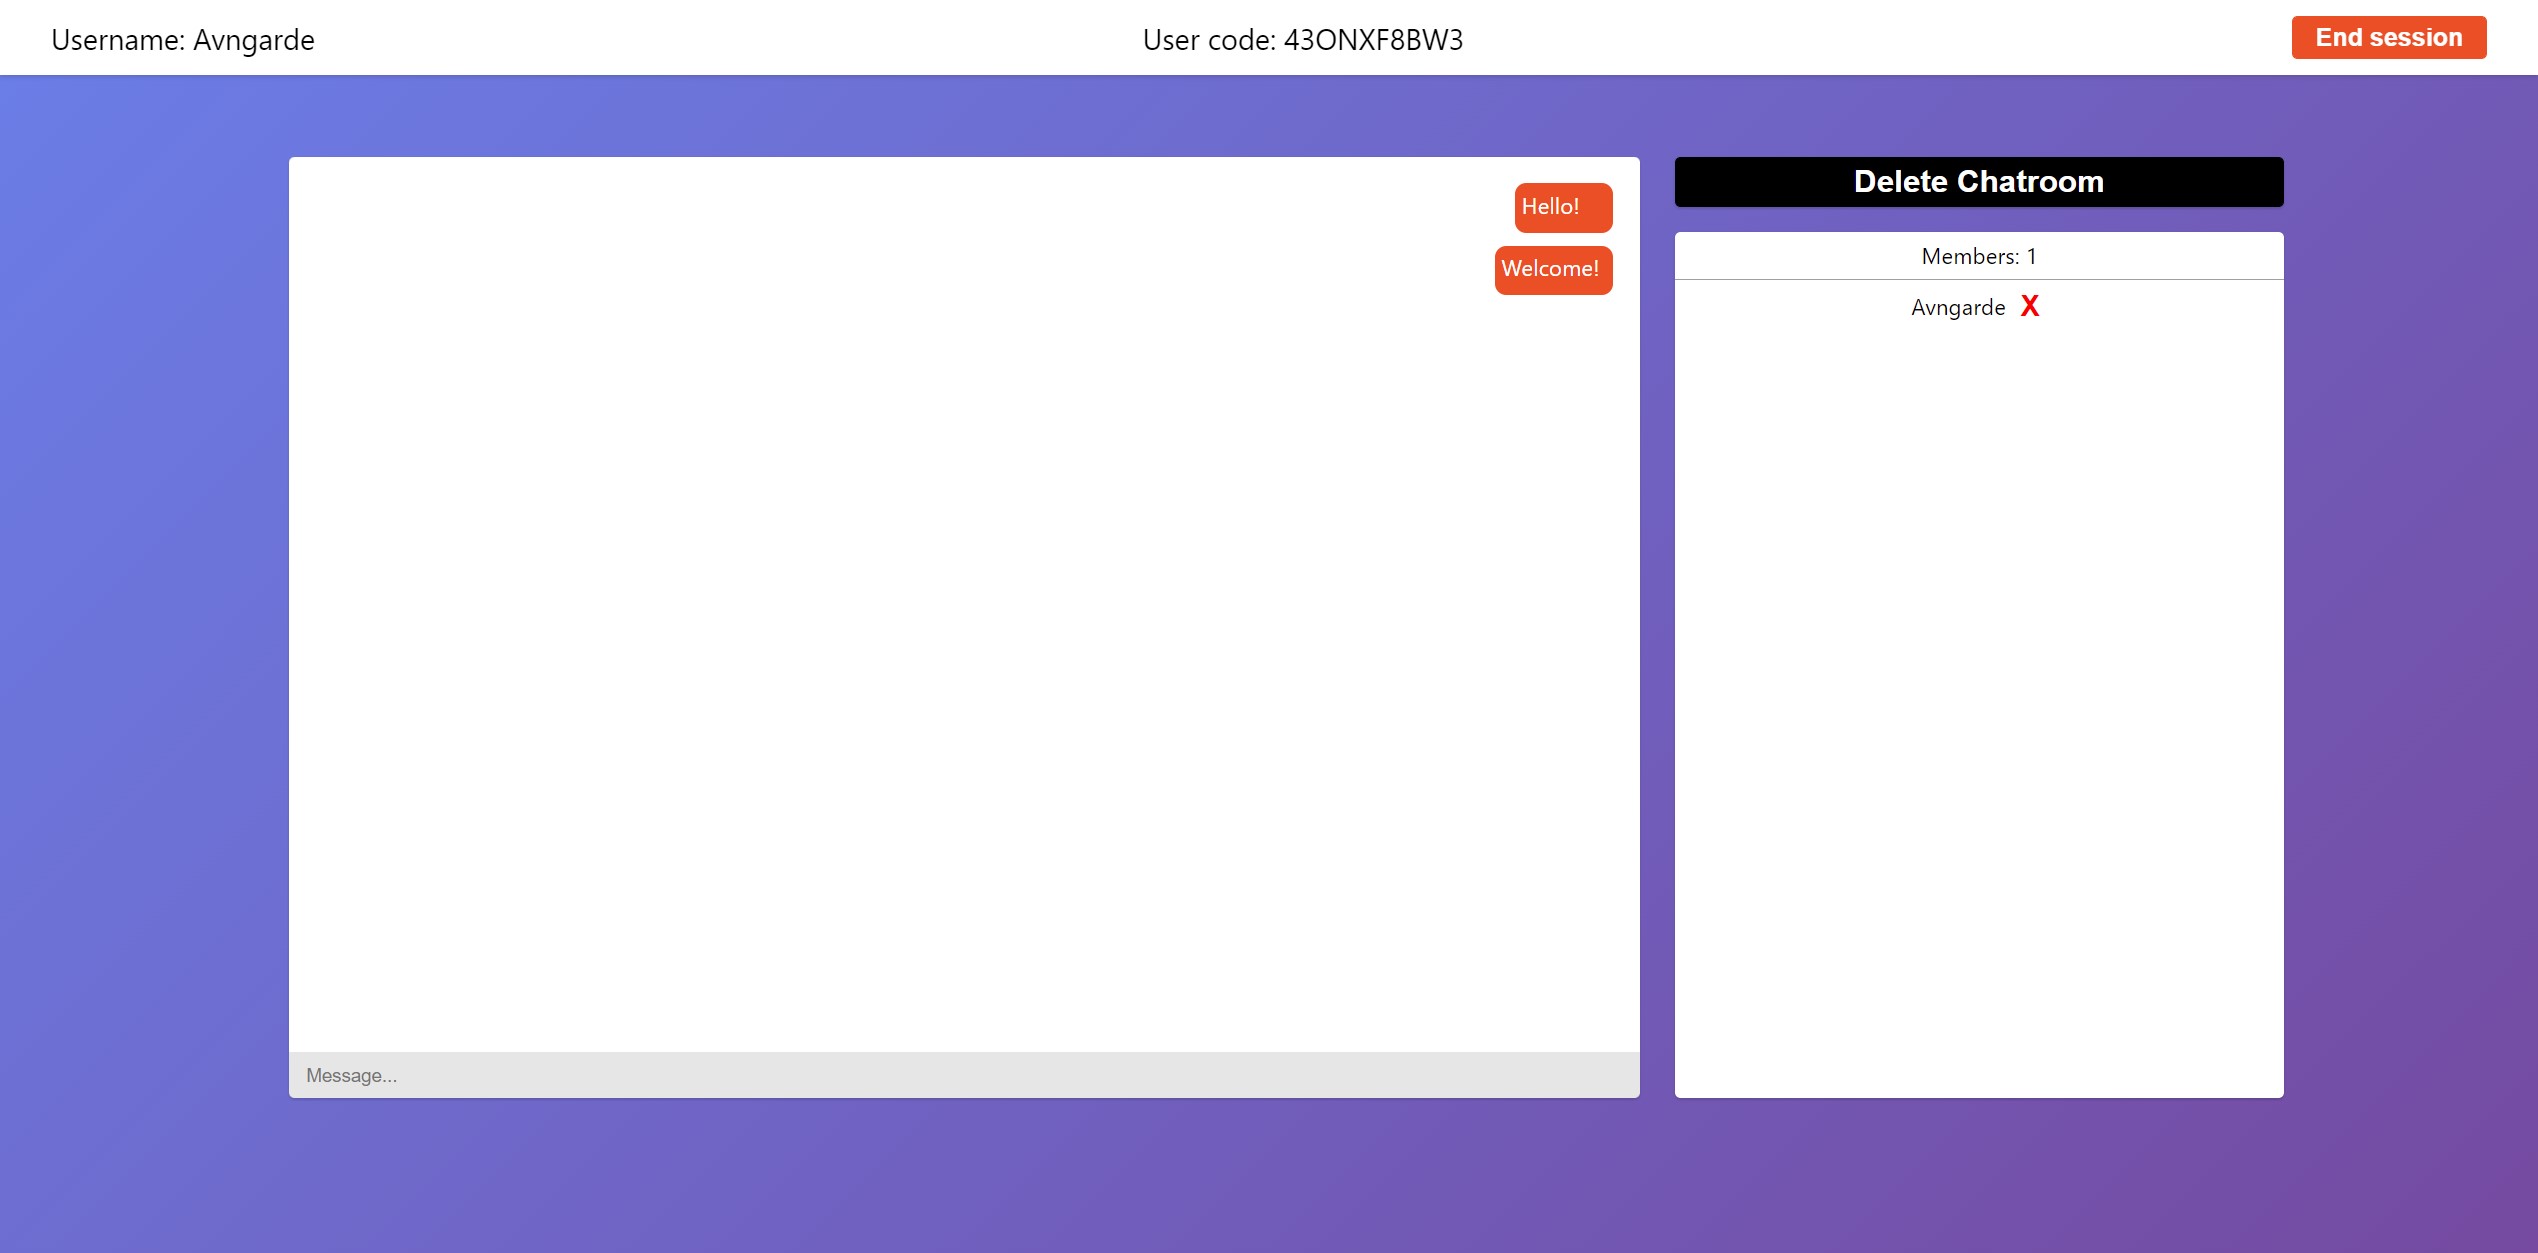 Username: Avngarde
User code: 43ONXF8BW3
End session
Hello!
Welcome!
Message...
Delete Chatroom
Members: 1
Avngarde X